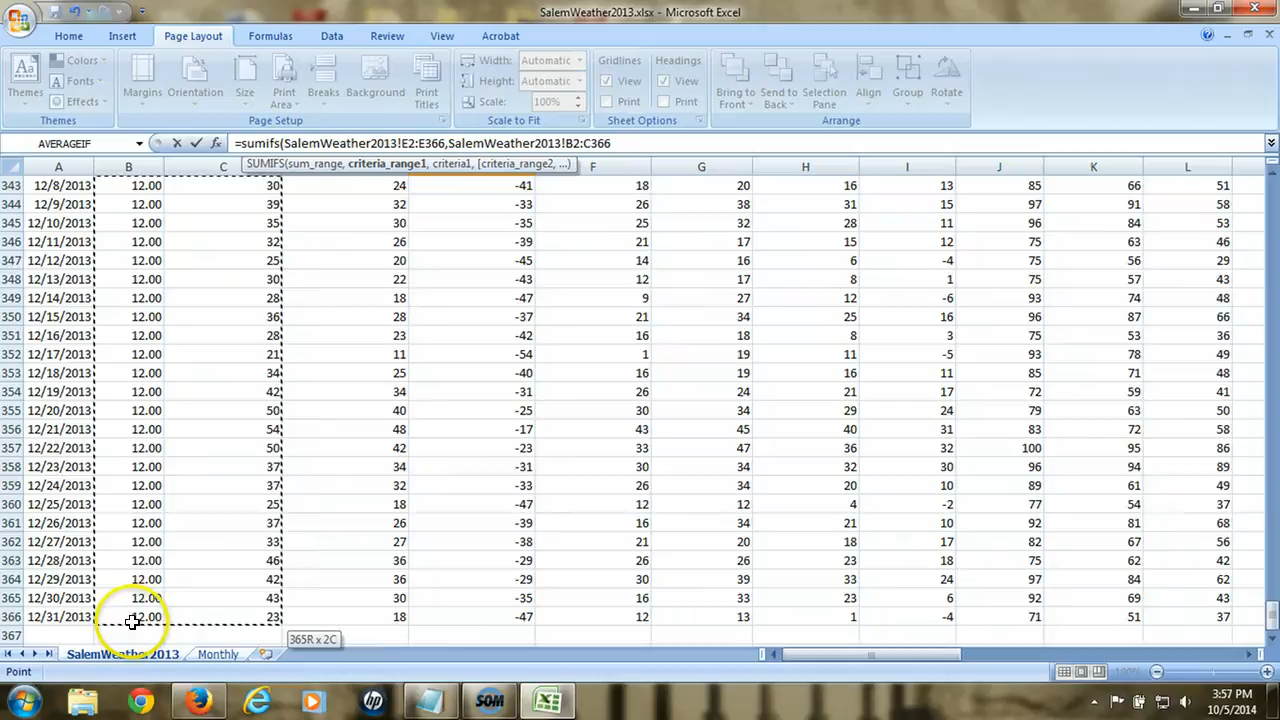 SalemWeather2013.xlsx - Microsoft Excel
Home Insert Page Layout Formulas Data Review View Acrobat
Colors Width: Automatic Gridlines Headings
Aa Fonts Height: Automatic View View
Themes Effects Margins Orientation Size Print Area Breaks Background Print Titles Scale: 100% Print Print Bring to Front Send to Back Selection Pane Align Group Rotate
Themes Page Setup Scale to Fit Sheet Options Arrange
AVERAGEIF =sumifs(SalemWeather2013!E2:E366,SalemWeather2013!B2:C366
SUMIFS(sum_range, criteria_range1, criteria1, [criteria_range2, ...)
A B C F G H I J K L
343 12/8/2013 12.00 30 24 -41 18 20 16 13 85 66 51
344 12/9/2013 12.00 39 32 -33 26 38 31 15 97 91 58
345 12/10/2013 12.00 35 30 -35 25 32 28 11 96 84 53
346 12/11/2013 12.00 32 26 -39 21 17 15 12 75 63 46
347 12/12/2013 12.00 25 20 -45 14 16 6 -4 75 56 29
348 12/13/2013 12.00 30 22 -43 12 17 8 1 75 57 43
349 12/14/2013 12.00 28 18 -47 9 27 12 -6 93 74 48
350 12/15/2013 12.00 36 28 -37 21 34 25 16 96 87 66
351 12/16/2013 12.00 28 23 -42 16 18 8 3 75 53 36
352 12/17/2013 12.00 21 11 -54 1 19 11 -5 93 78 49
353 12/18/2013 12.00 34 25 -40 16 19 16 11 85 71 48
354 12/19/2013 12.00 42 34 -31 26 24 21 17 72 59 41
355 12/20/2013 12.00 50 40 -25 30 34 29 24 79 63 50
356 12/21/2013 12.00 54 48 -17 43 45 40 31 83 72 58
357 12/22/2013 12.00 50 42 -23 33 47 36 32 100 95 86
358 12/23/2013 12.00 37 34 -31 30 34 32 30 96 94 89
359 12/24/2013 12.00 37 32 -33 26 34 20 10 89 61 49
360 12/25/2013 12.00 25 18 -47 12 12 4 -2 77 54 37
361 12/26/2013 12.00 37 26 -39 16 34 21 10 92 81 68
362 12/27/2013 12.00 33 27 -38 21 20 18 17 82 67 56
363 12/28/2013 12.00 46 36 -29 26 26 23 18 75 62 42
364 12/29/2013 12.00 42 36 -29 30 39 33 24 97 84 62
365 12/30/2013 12.00 43 30 -35 16 33 23 6 92 69 43
366 12/31/2013 12.00 23 18 -47 12 13 1 -4 71 51 37
367 365R x 2C
SalemWeather2013 Monthly
Point 100%
hp SOM 3:57 PM
10/5/2014